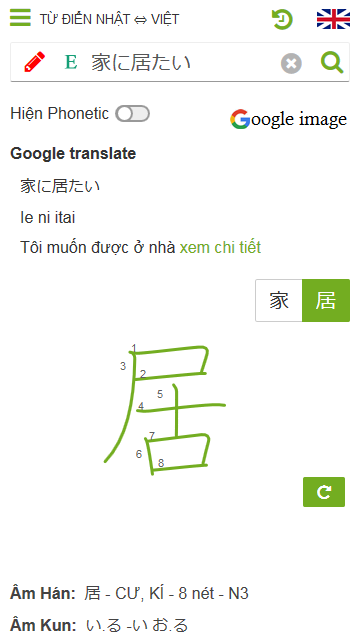 TỪ ĐIỂN NHẬT ⇔ VIỆT
E 家に居たい
Hiện Phonetic
Google image
Google translate
家に居たい
Ie ni itai
Tôi muốn được ở nhà xem chi tiết
家 居
居
1
3
2
5
4
7
6
8
Âm Hán: 居 - CƯ, KÍ - 8 nét - N3
Âm Kun: い.る -い お.る